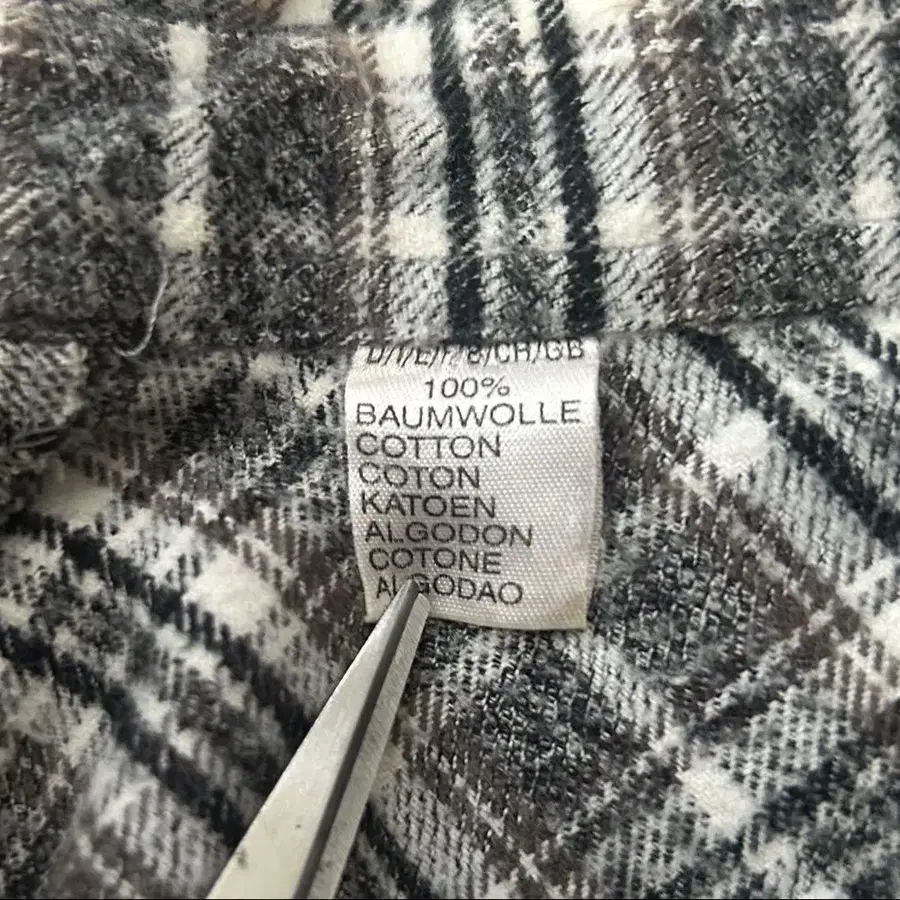 100%
BAUMWOLLE
COTTON
COTON
KATOEN
ALGODON
COTONE
ALGODAO